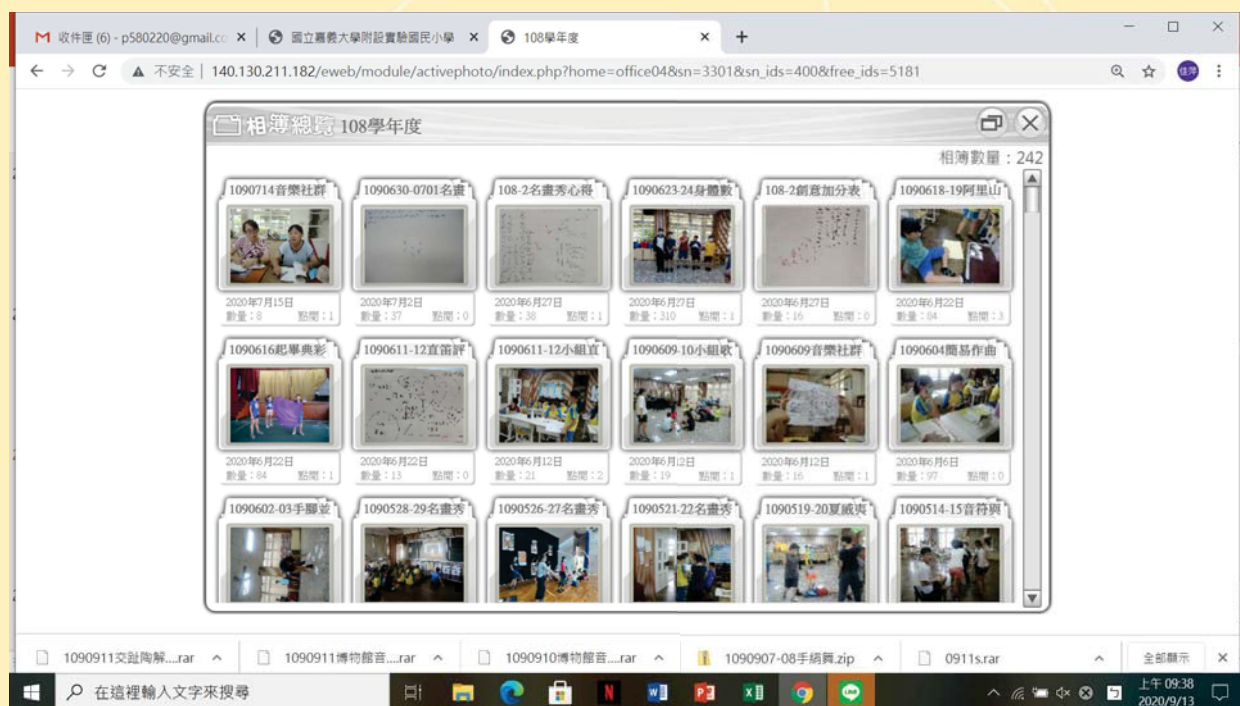 收件匣 (6) - p580220@gmail.co
國立嘉義大學附設實驗國民小學
108學年度
不安全 | 140.130.211.182/eweb/module/activephoto/index.php?home=office04&sn=3301&sn_ids=400&free_ids=5181
佳萍
相簿總覽 108學年度
相簿數量：242
1090714音樂社群
1090630-0701名畫
108-2名畫秀心得
1090623-24身體數
108-2創意加分表
1090618-19阿里山
2020年7月15日
數量：8 點閱：1
2020年7月2日
數量：37 點閱：0
2020年6月27日
數量：38 點閱：1
2020年6月27日
數量：310 點閱：1
2020年6月27日
數量：16 點閱：0
2020年6月22日
數量：84 點閱：3
1090616起畢典彩
1090611-12直笛評
1090611-12小組直
1090609-10小組歌
1090609音樂社群
1090604簡易作曲
2020年6月22日
數量：84 點閱：1
2020年6月22日
數量：13 點閱：0
2020年6月12日
數量：21 點閱：2
2020年6月12日
數量：19 點閱：1
2020年6月12日
數量：16 點閱：1
2020年6月6日
數量：97 點閱：0
1090602-03手腳並
1090528-29名畫秀
1090526-27名畫秀
1090521-22名畫秀
1090519-20夏威夷
1090514-15音符與
1090911交趾陶解....rar
1090911博物館音....rar
1090910博物館音....rar
1090907-08手絹舞.zip
0911s.rar
全部顯示
在這裡輸入文字來搜尋
上午 09:38
2020/9/13